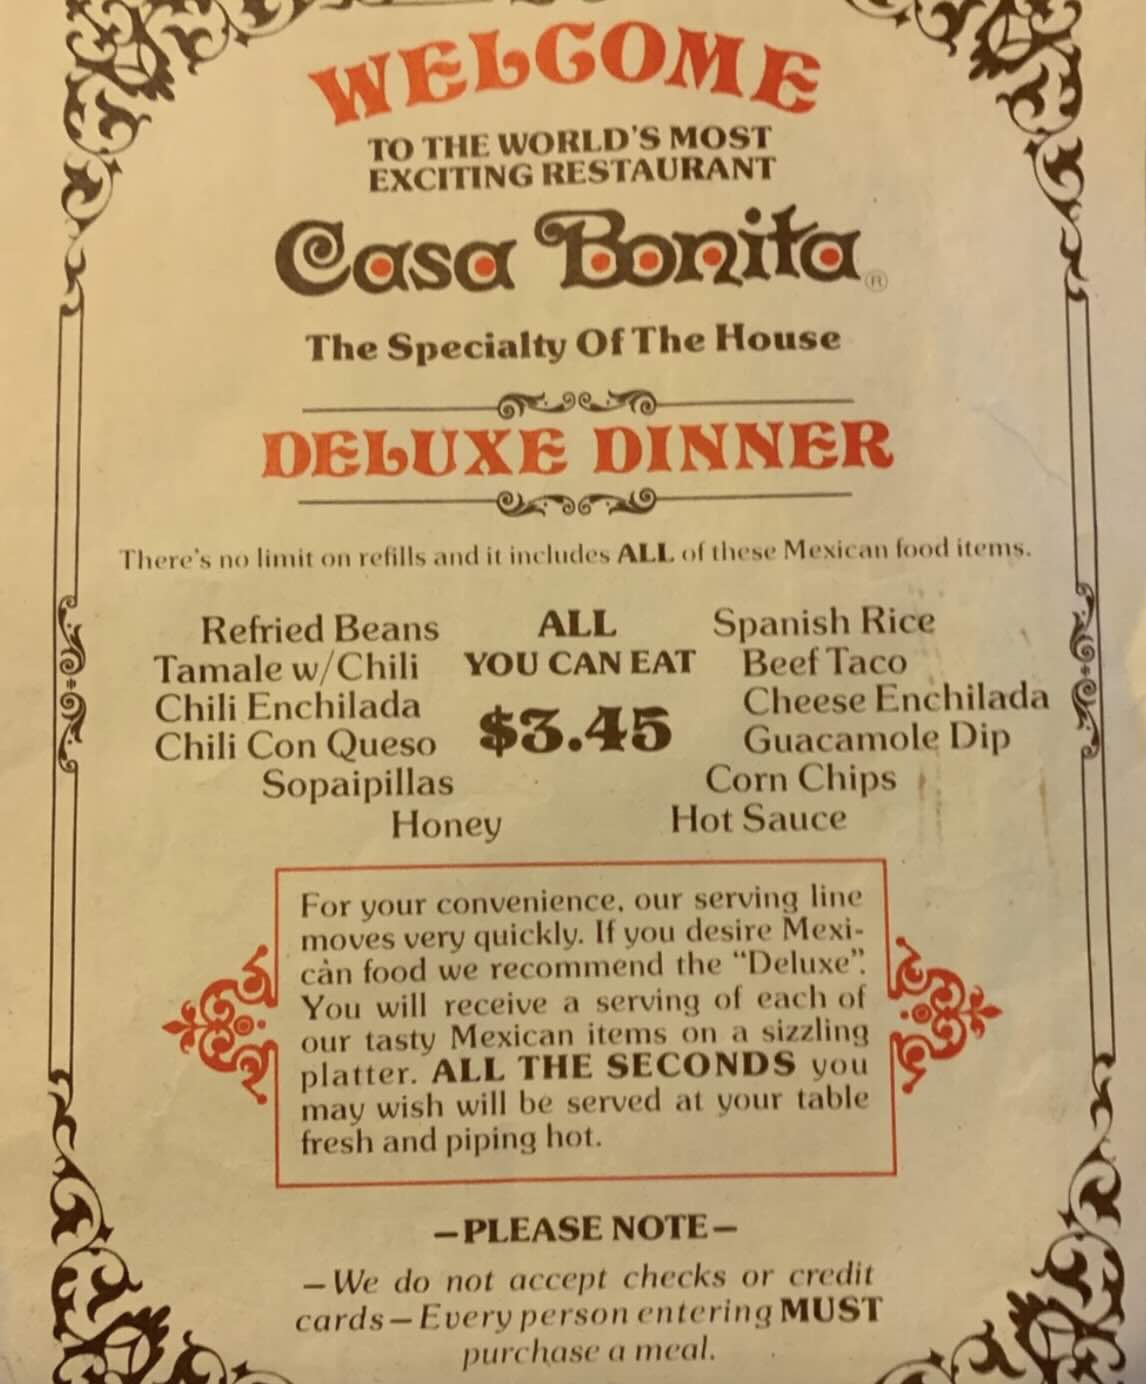 WELCOME
TO THE WORLD'S MOST
EXCITING RESTAURANT
Casa Bonita®
The Specialty Of The House
DELUXE DINNER
There's no limit on refills and it includes ALL of these Mexican food items.
Refried Beans
Tamale w/Chili
Chili Enchilada
Chili Con Queso
Sopaipillas
Honey
ALL
YOU CAN EAT
$3.45
Spanish Rice
Beef Taco
Cheese Enchilada
Guacamole Dip
Corn Chips
Hot Sauce
For your convenience, our serving line
moves very quickly. If you desire Mexi-
can food we recommend the “Deluxe”.
You will receive a serving of each of
our tasty Mexican items on a sizzling
platter. ALL THE SECONDS you
may wish will be served at your table
fresh and piping hot.
—PLEASE NOTE—
—We do not accept checks or credit
cards—Every person entering MUST
purchase a meal.